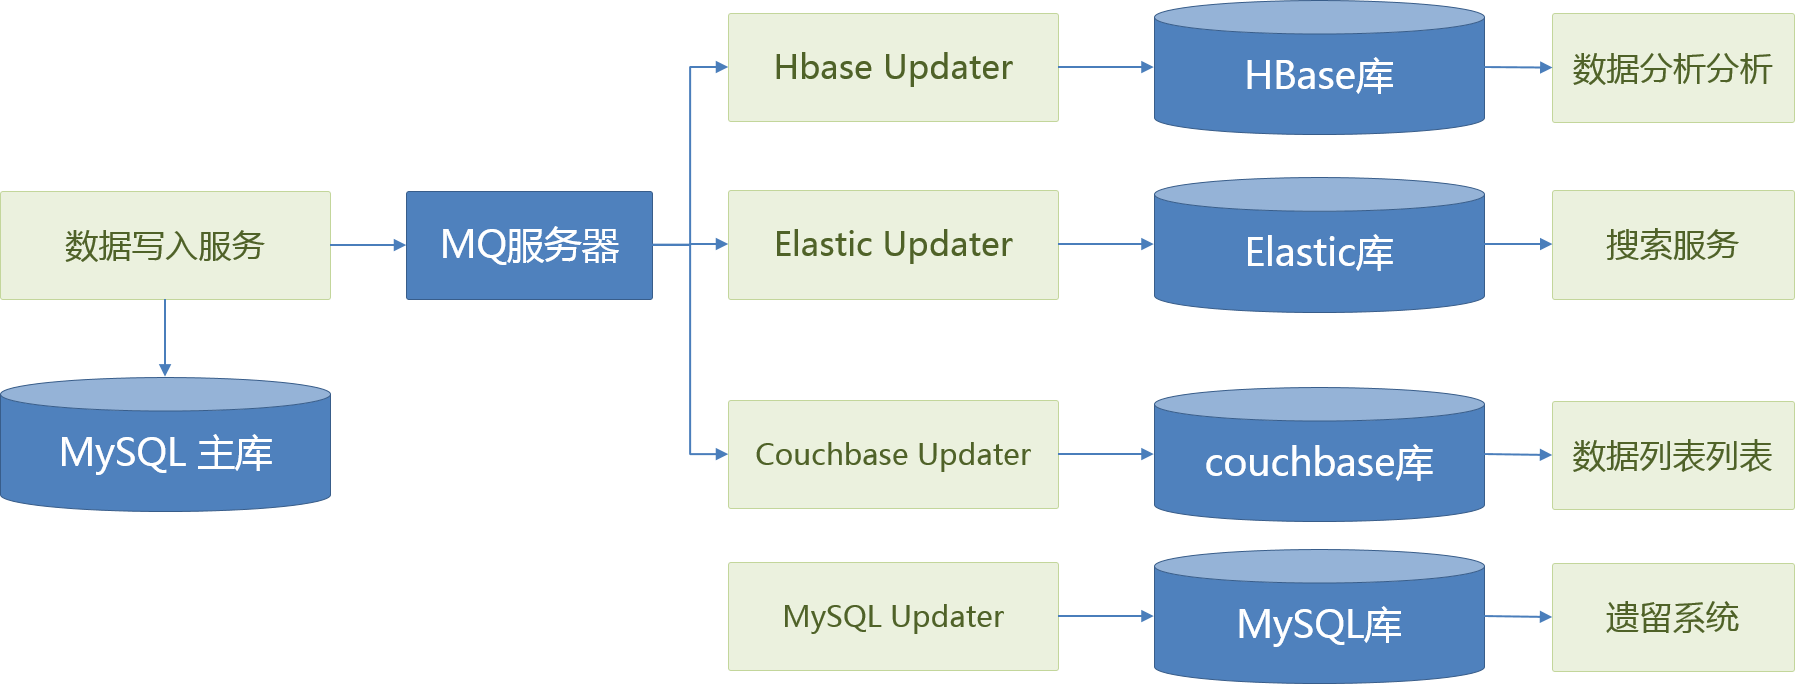 Hbase Updater
HBase库
数据分析分析
数据写入服务
MQ服务器
Elastic Updater
Elastic库
搜索服务
MySQL 主库
Couchbase Updater
couchbase库
数据列表列表
MySQL Updater
MySQL库
遗留系统